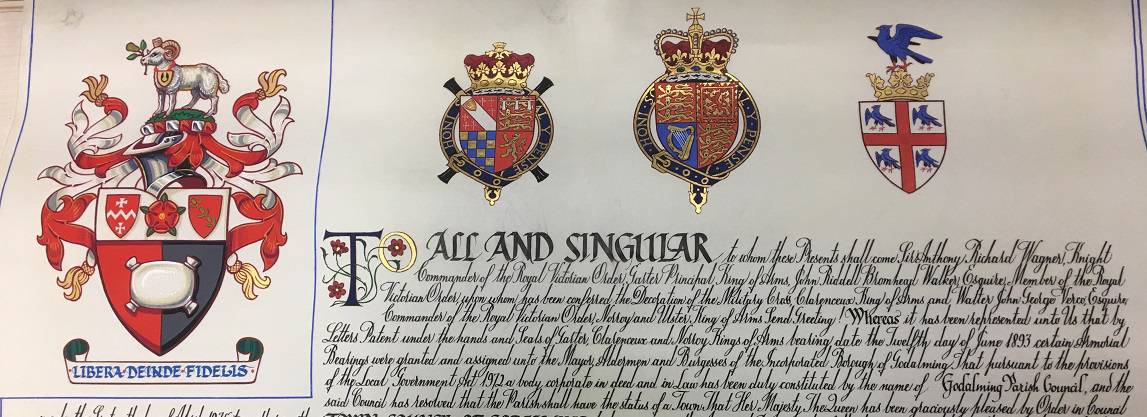 LIBERA DEINDE FIDELIS
HONI
Y PENSE
HONI
Y PENSE
TO ALL AND SINGULAR to whom these Presents shall come Sir Anthony Richard Wagner, Knight
Commander of the Royal Victorian Order, Garter Principal King of Arms, John Riddell Bromhead Walker, Esquire, Member of the Royal
Victorian Order, upon whom has been conferred the Decoration of the Military Cross, Clarenceux King of Arms and Walter John George Verco, Esquire,
Commander of the Royal Victorian Order, Norroy and Ulster King of Arms Send Greeting! Whereas it has been represented unto Us that by
Letters Patent under the hands and Seals of Garter Clarenceux and Norroy Kings of Arms bearing date the Twelfth day of June 1893 certain Armorial
Bearings were granted and assigned unto the Mayor, Aldermen and Burgesses of the Incorporated Borough of Godalming That pursuant to the provisions
of the Local Government Act 1972 a body corporate in deed and in Law has been duly constituted by the name of Godalming Parish Council, and the
said Council has resolved that the Parish shall have the status of a Town That Her Majesty The Queen has been graciously pleased by Order in Council